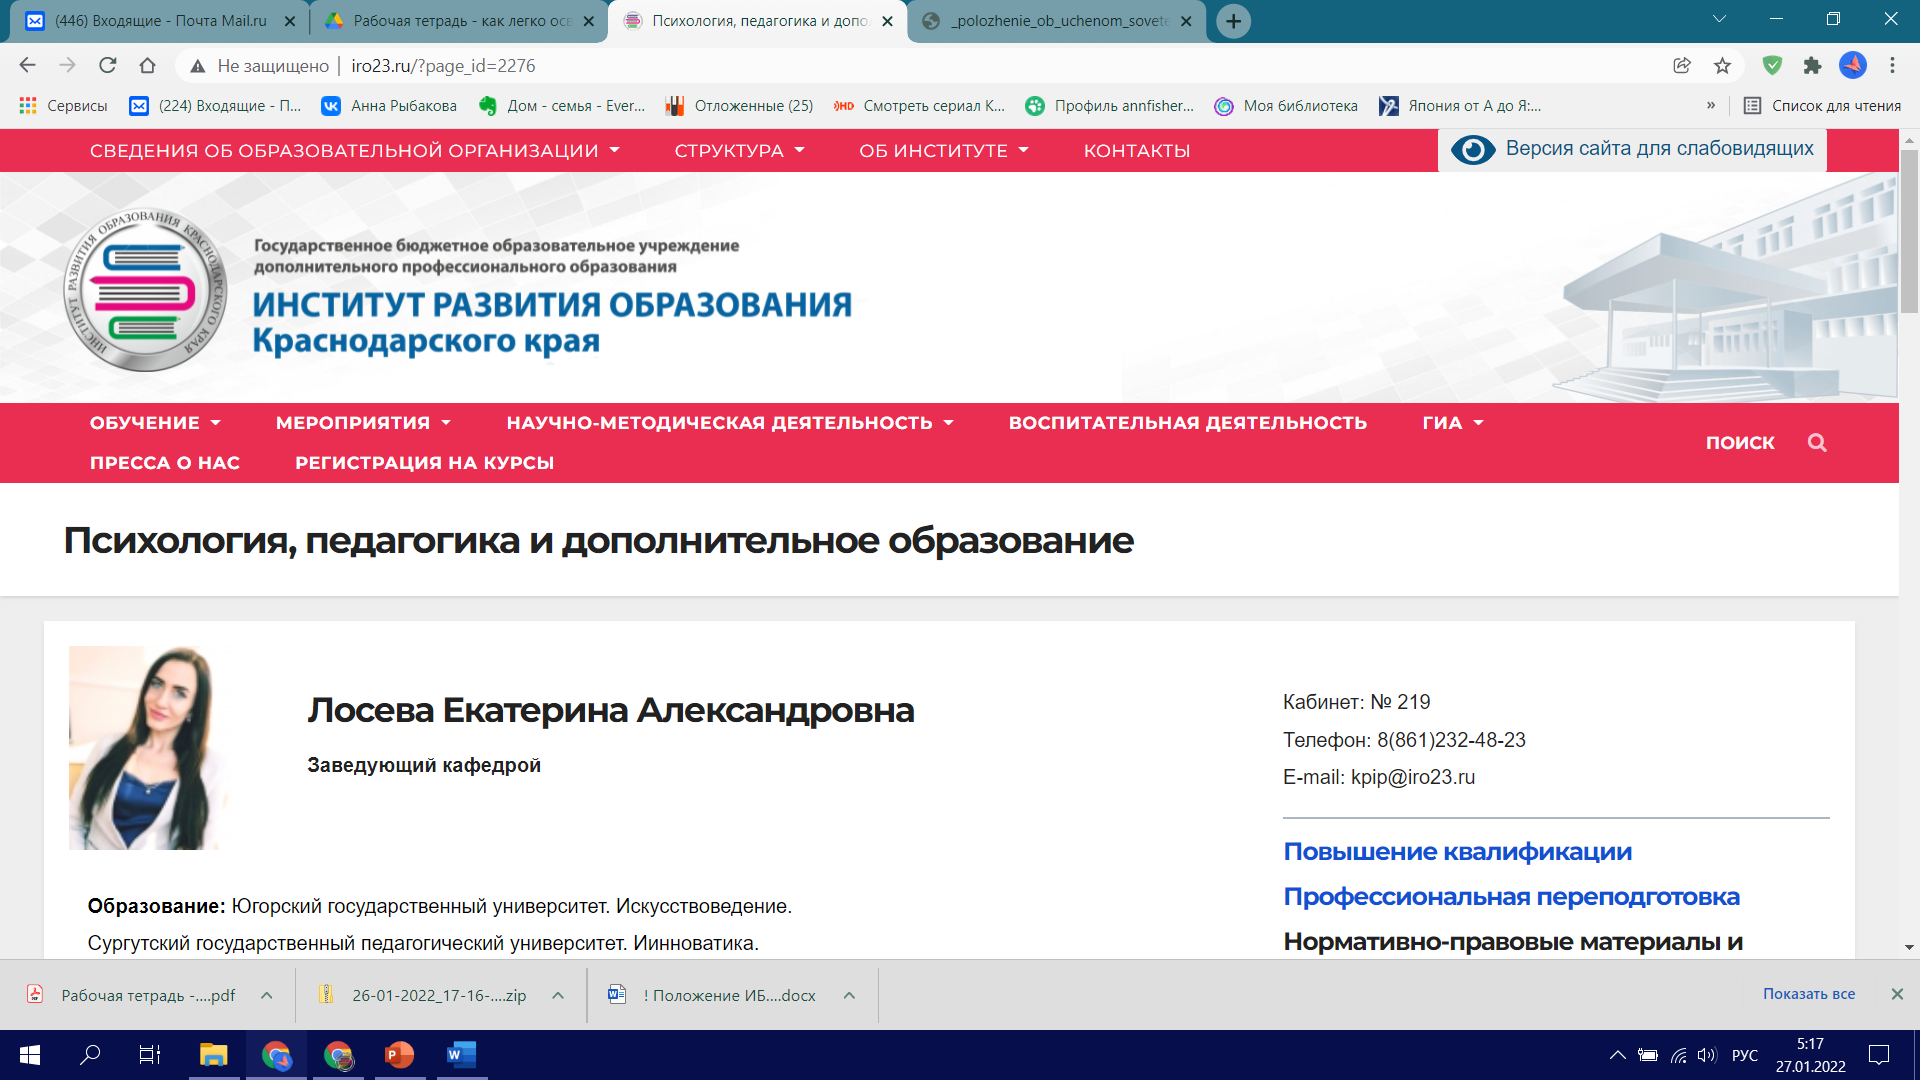 (446) Входящие - Почта Mail.ru
Рабочая тетрадь - как легко осв
Психология, педагогика и допо
_polozhenie_ob_uchenom_sovete
Не защищено | iro23.ru/?page_id=2276
Сервисы
(224) Входящие - П...
Анна Рыбакова
Дом - семья - Ever...
Отложенные (25)
Смотреть сериал К...
Профиль annfisher...
Моя библиотека
Япония от А до Я:...
»
Список для чтения
СВЕДЕНИЯ ОБ ОБРАЗОВАТЕЛЬНОЙ ОРГАНИЗАЦИИ
СТРУКТУРА
ОБ ИНСТИТУТЕ
КОНТАКТЫ
Версия сайта для слабовидящих
ИНСТИТУТ РАЗВИТИЯ ОБРАЗОВАНИЯ КРАСНОДАРСКОГО КРАЯ
Государственное бюджетное образовательное учреждение
дополнительного профессионального образования
ИНСТИТУТ РАЗВИТИЯ ОБРАЗОВАНИЯ
Краснодарского края
ОБУЧЕНИЕ
МЕРОПРИЯТИЯ
НАУЧНО-МЕТОДИЧЕСКАЯ ДЕЯТЕЛЬНОСТЬ
ВОСПИТАТЕЛЬНАЯ ДЕЯТЕЛЬНОСТЬ
ГИА
ПРЕССА О НАС
РЕГИСТРАЦИЯ НА КУРСЫ
ПОИСК
Психология, педагогика и дополнительное образование
Лосева Екатерина Александровна
Заведующий кафедрой
Образование: Югорский государственный университет. Искусствоведение.
Сургутский государственный педагогический университет. Иинноватика.
Кабинет: № 219
Телефон: 8(861)232-48-23
E-mail: kpip@iro23.ru
Повышение квалификации
Профессиональная переподготовка
Нормативно-правовые материалы и
Рабочая тетрадь -....pdf
26-01-2022_17-16-....zip
! Положение ИБ....docx
Показать все
РУС
5:17
27.01.2022